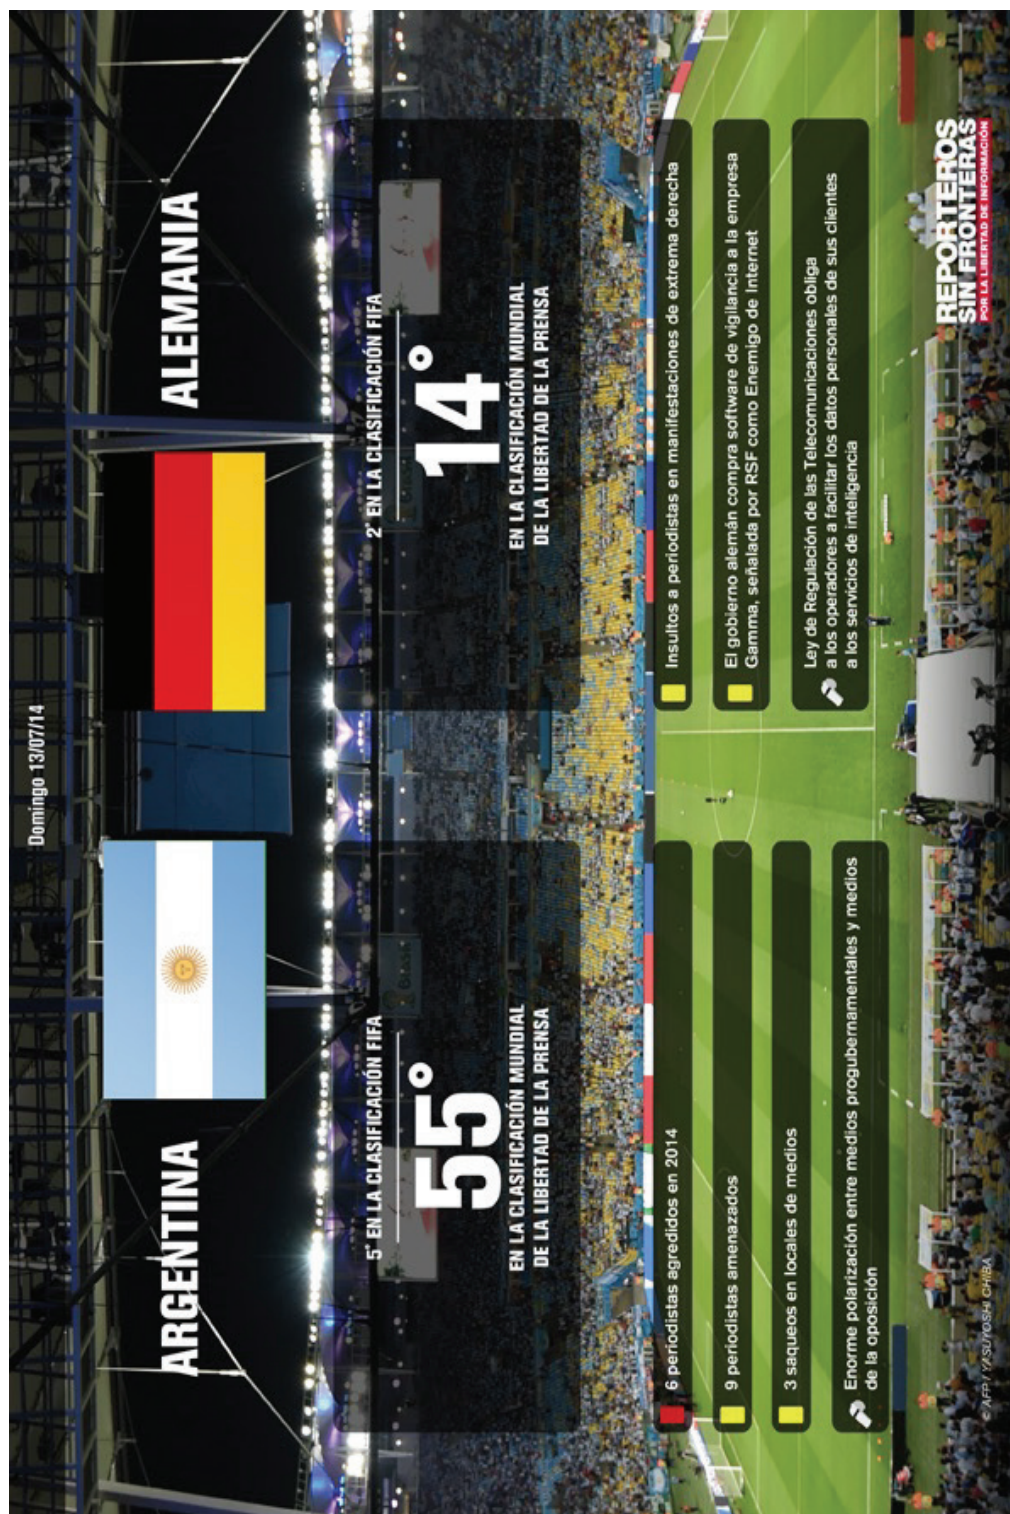 Domingo 13/07/14
ARGENTINA
5° EN LA CLASIFICACIÓN FIFA
55°
EN LA CLASIFICACIÓN MUNDIAL
DE LA LIBERTAD DE LA PRENSA
6 periodistas agredidos en 2014
9 periodistas amenazados
3 saqueos en locales de medios
Enorme polarización entre medios progubernamentales y medios
de la oposición
ALEMANIA
2° EN LA CLASIFICACIÓN FIFA
14°
EN LA CLASIFICACIÓN MUNDIAL
DE LA LIBERTAD DE LA PRENSA
Insultos a periodistas en manifestaciones de extrema derecha
El gobierno alemán compra software de vigilancia a la empresa
Gamma, señalada por RSF como Enemigo de Internet
Ley de Regulación de las Telecomunicaciones obliga
a los operadores a facilitar los datos personales de sus clientes
a los servicios de inteligencia
© AFP / YASUYOSHI CHIBA
REPORTEROS
SIN FRONTERAS
POR LA LIBERTAD DE INFORMACIÓN